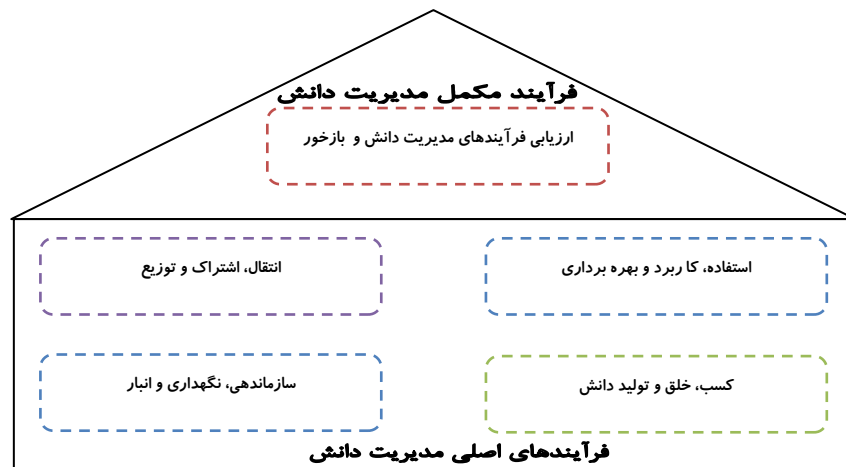 فرآیند مکمل مدیریت دانش
ارزیابی فرآیندهای مدیریت دانش و بازخور
استفاده، کا ربرد و بهره برداری
انتقال، اشتراک و توزیع
کسب، خلق و تولید دانش
سازماندهی، نگهداری و انبار
فرآیندهای اصلی مدیریت دانش